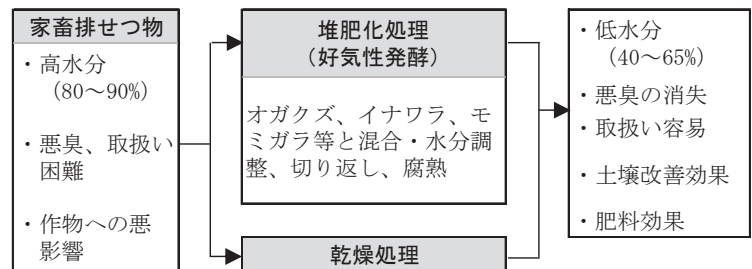 家畜排せつ物
・高水分
（80～90%）
・悪臭、取扱い
困難
・作物への悪
影響
堆肥化処理
（好気性発酵）
オガクズ、イナワラ、モ
ミガラ等と混合・水分調
整、切り返し、腐熟
乾燥処理
・低水分
（40～65%）
・悪臭の消失
・取扱い容易
・土壌改善効果
・肥料効果